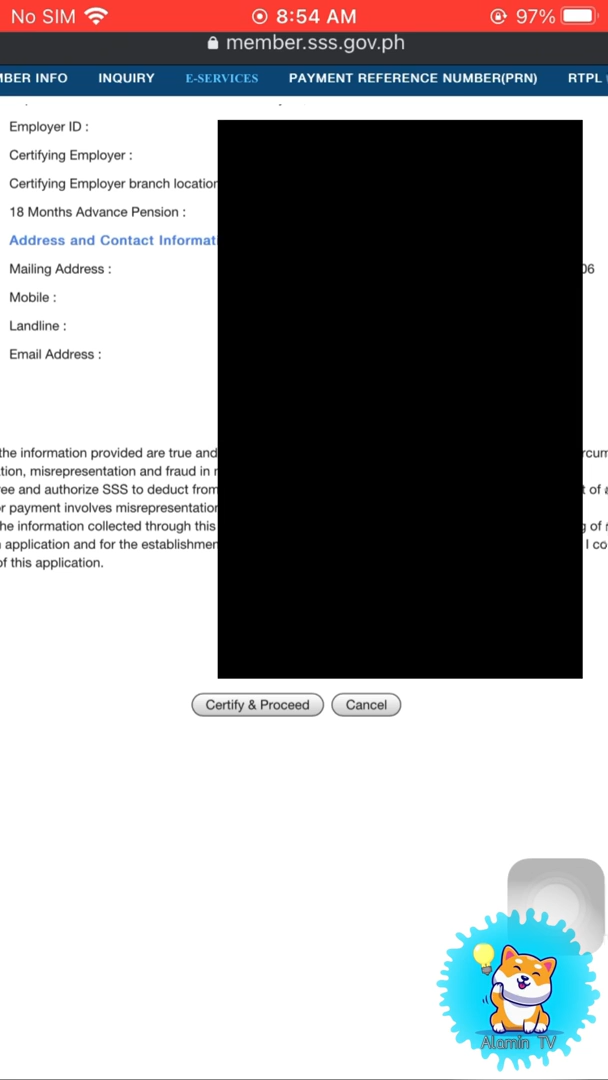 No SIM 8:54 AM 97%
member.sss.gov.ph
MBER INFO INQUIRY E-SERVICES PAYMENT REFERENCE NUMBER(PRN) RTPL
Employer ID :
Certifying Employer :
Certifying Employer branch location
18 Months Advance Pension :
Address and Contact Informati
Mailing Address : 06
Mobile :
Landline :
Email Address :
the information provided are true and rcum
tion, misrepresentation and fraud in
ee and authorize SSS to deduct from t of a
r payment involves misrepresentation
he information collected through this g of
application and for the establishmen I co
of this application.
Certify & Proceed Cancel
Alamin TV